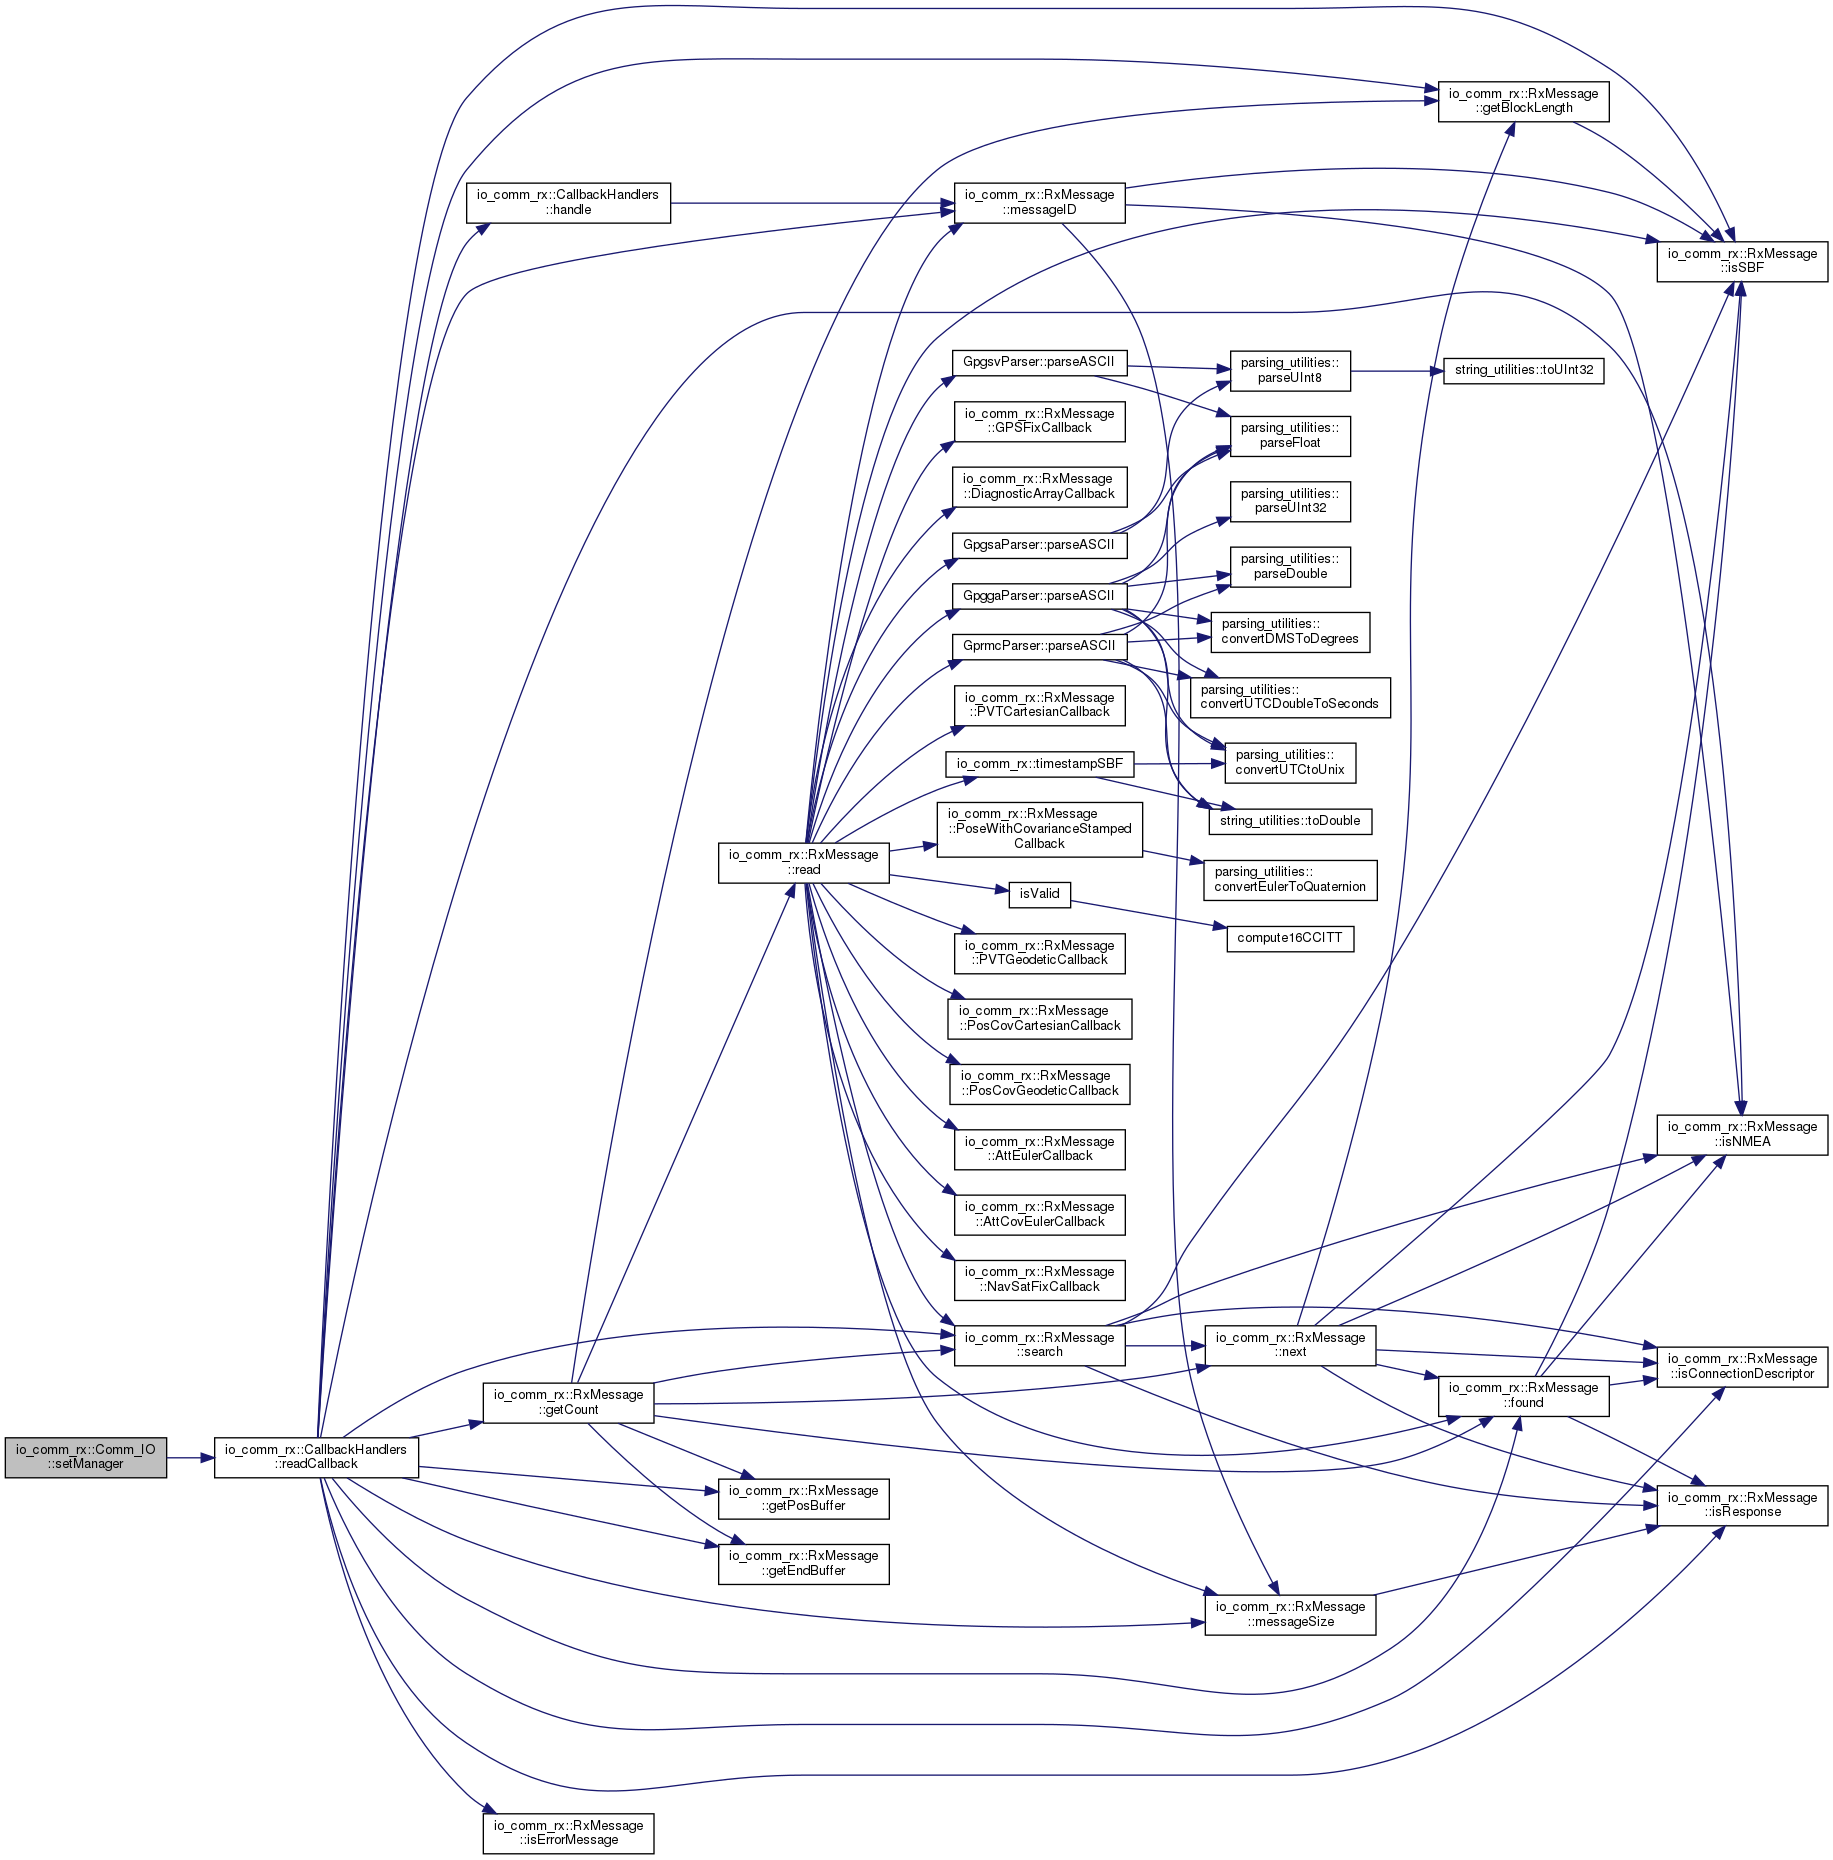 io_comm_rx::Comm_IO
::setManager
io_comm_rx::CallbackHandlers
::readCallback
io_comm_rx::CallbackHandlers
::handle
io_comm_rx::RxMessage
::getCount
io_comm_rx::RxMessage
::isErrorMessage
io_comm_rx::RxMessage
::read
io_comm_rx::RxMessage
::getPosBuffer
io_comm_rx::RxMessage
::getEndBuffer
io_comm_rx::RxMessage
::messageID
GpgsvParser::parseASCII
io_comm_rx::RxMessage
::GPSFixCallback
io_comm_rx::RxMessage
::DiagnosticArrayCallback
GpgsaParser::parseASCII
GpggaParser::parseASCII
GprmcParser::parseASCII
io_comm_rx::RxMessage
::PVTCartesianCallback
io_comm_rx::timestampSBF
io_comm_rx::RxMessage
::PoseWithCovarianceStamped
Callback
isValid
io_comm_rx::RxMessage
::PVTGeodeticCallback
io_comm_rx::RxMessage
::PosCovCartesianCallback
io_comm_rx::RxMessage
::PosCovGeodeticCallback
io_comm_rx::RxMessage
::AttEulerCallback
io_comm_rx::RxMessage
::AttCovEulerCallback
io_comm_rx::RxMessage
::NavSatFixCallback
io_comm_rx::RxMessage
::search
parsing_utilities::
parseUInt8
parsing_utilities::
parseFloat
parsing_utilities::
parseUInt32
parsing_utilities::
parseDouble
parsing_utilities::
convertDMSToDegrees
parsing_utilities::
convertUTCDoubleToSeconds
parsing_utilities::
convertUTCtoUnix
string_utilities::toDouble
parsing_utilities::
convertEulerToQuaternion
compute16CCITT
io_comm_rx::RxMessage
::next
io_comm_rx::RxMessage
::messageSize
io_comm_rx::RxMessage
::getBlockLength
string_utilities::toUInt32
io_comm_rx::RxMessage
::found
io_comm_rx::RxMessage
::isSBF
io_comm_rx::RxMessage
::isNMEA
io_comm_rx::RxMessage
::isConnectionDescriptor
io_comm_rx::RxMessage
::isResponse